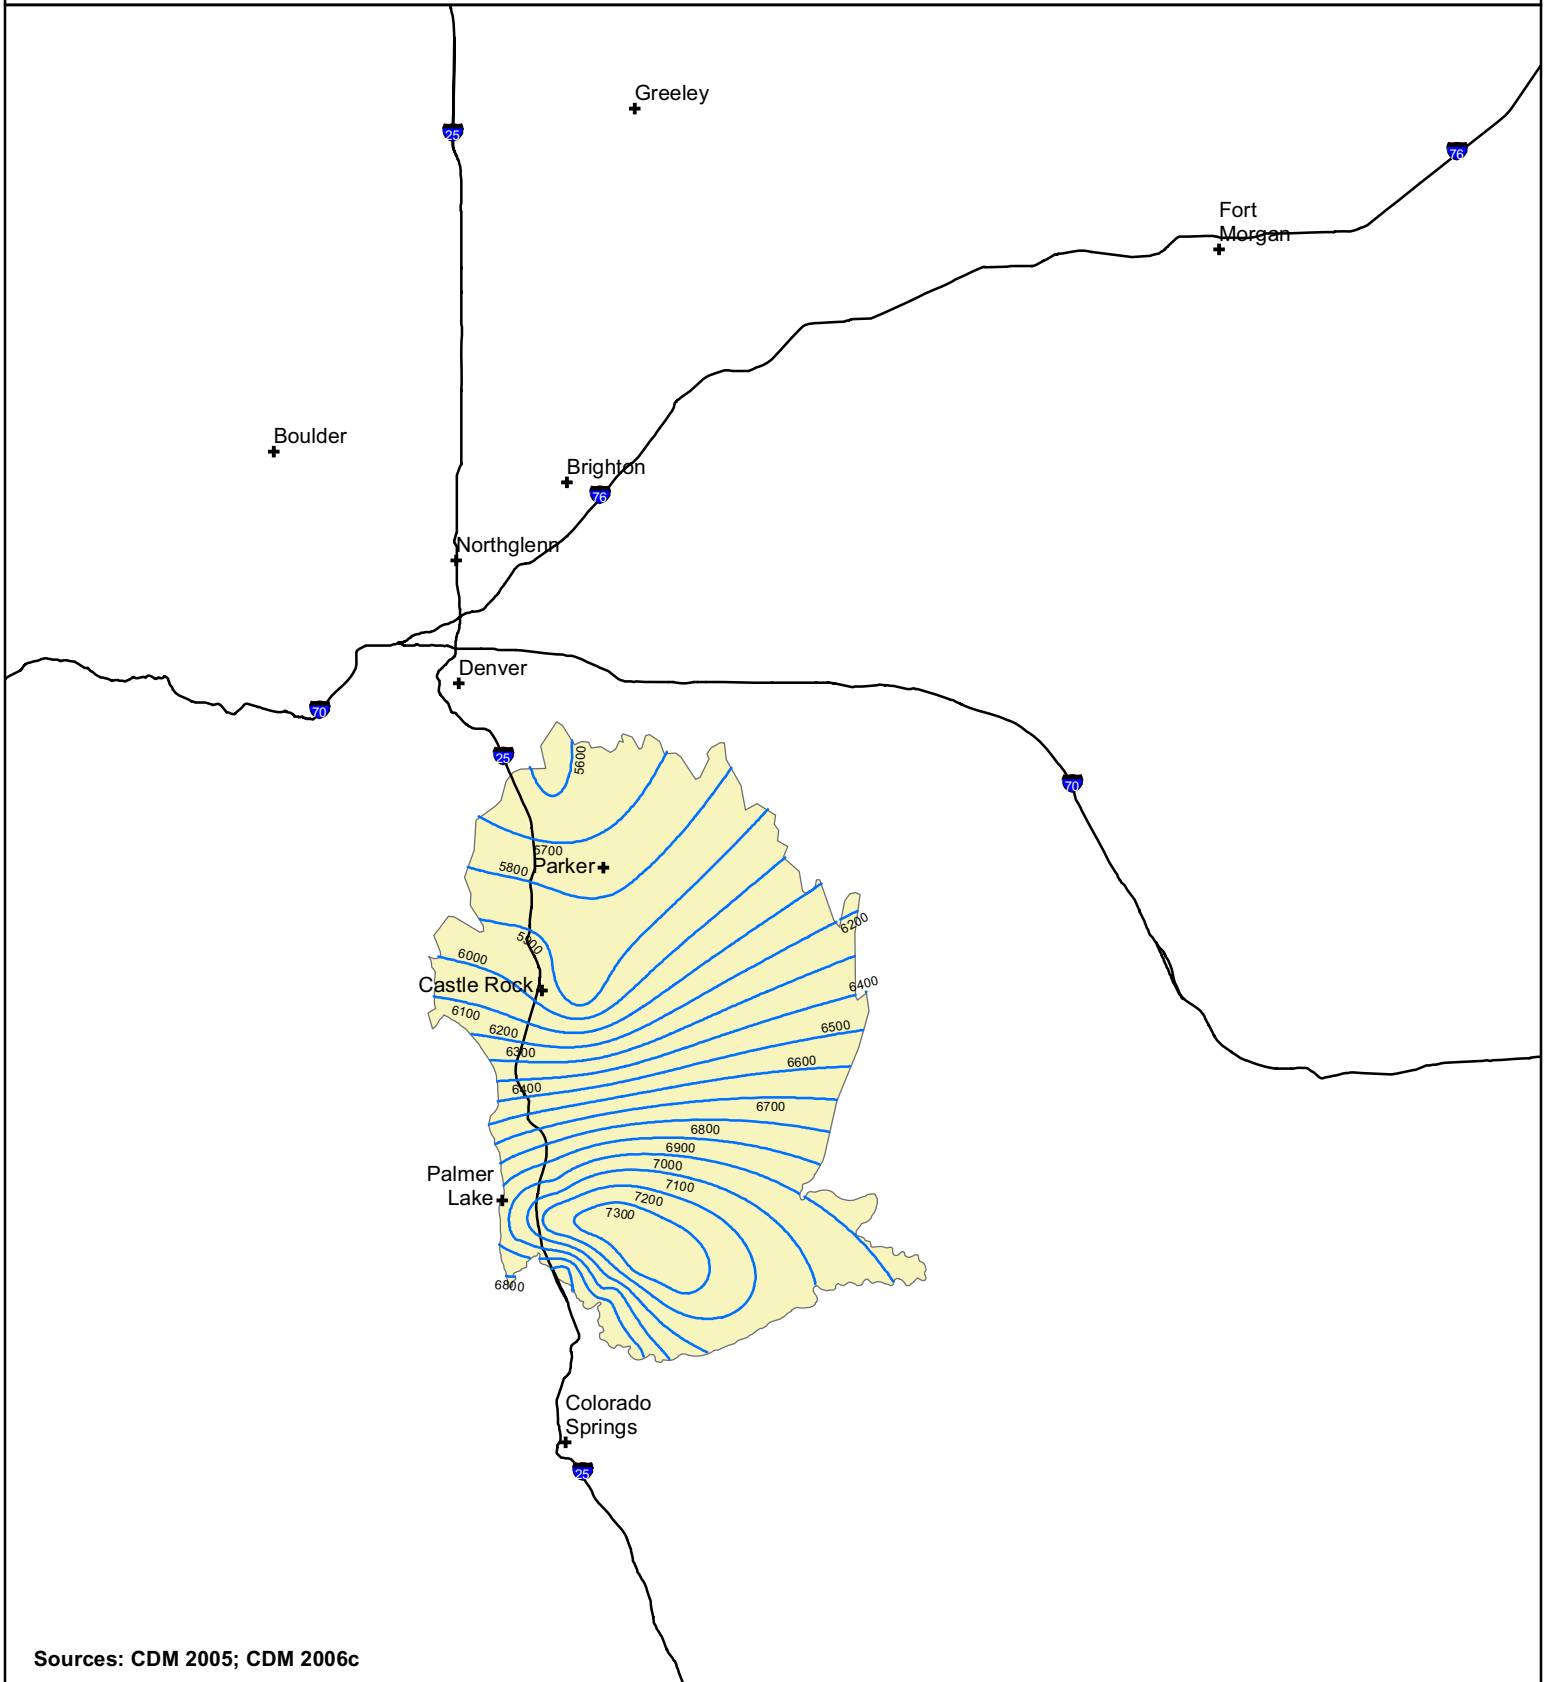 Greeley
25
76
Fort
Morgan
Boulder
Brighton
76
Northglenn
Denver
70
25
5600
70
5700
5800
Parker
6200
5900
6000
Castle Rock
6400
6100
6200
6500
6300
6600
6400
6700
6800
6900
7000
Palmer
Lake
7100
7200
7300
6800
Colorado
Springs
25
Sources: CDM 2005; CDM 2006c